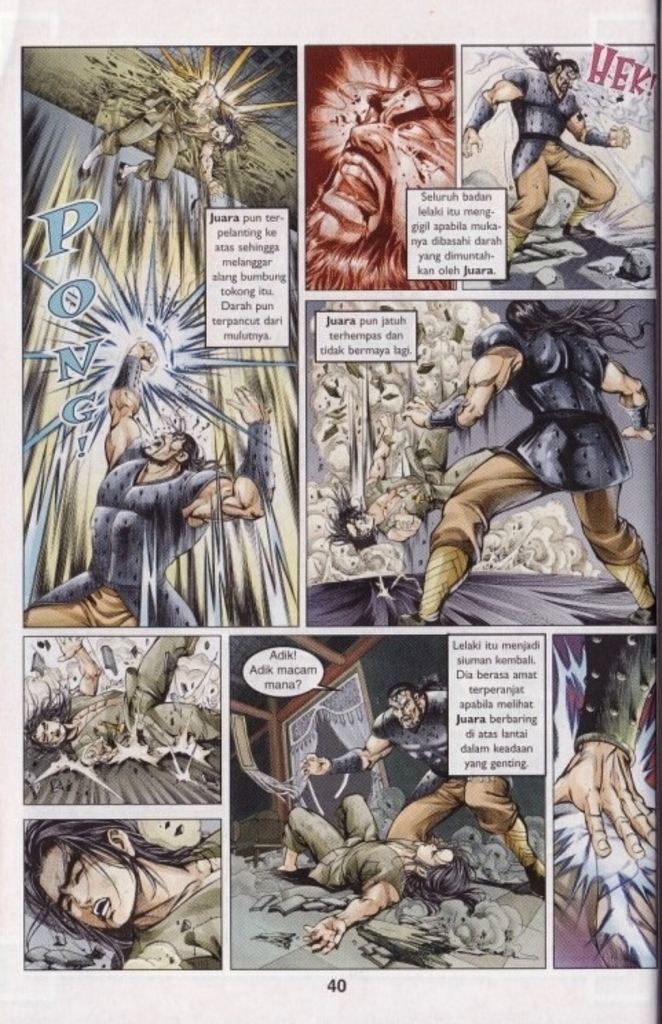 PONG!
Juara pun ter-
pelanting ke
atas sehingga
melanggar
alang bumbung
tokong itu.
Darah pun
terpancut dari
mulutnya.
Seluruh badan
lelaki itu meng-
gigil apabila muka-
nya dibasahi darah
yang dimuntah-
kan oleh Juara.
HEK!
Juara pun jatuh
terhempas dan
tidak bermaya lagi.
Adik!
Adik macam
mana?
Lelaki itu menjadi
siuman kembali.
Dia berasa amat
terperanjat
apabila melihat
Juara berbaring
di atas lantai
dalam keadaan
yang genting.
40